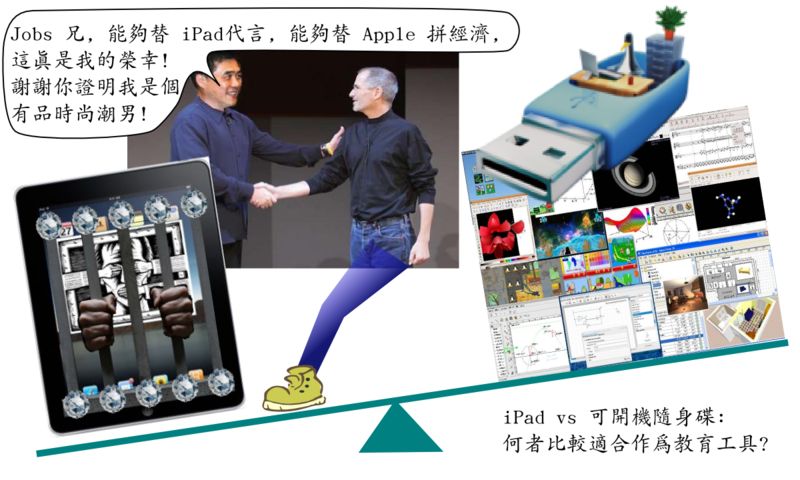 Jobs 兄, 能夠替 iPad代言, 能夠替 Apple 拼經濟,
這真是我的榮幸!
謝謝你證明我是個
有品時尚潮男!
iPad vs 可開機隨身碟:
何者比較適合作為教育工具?